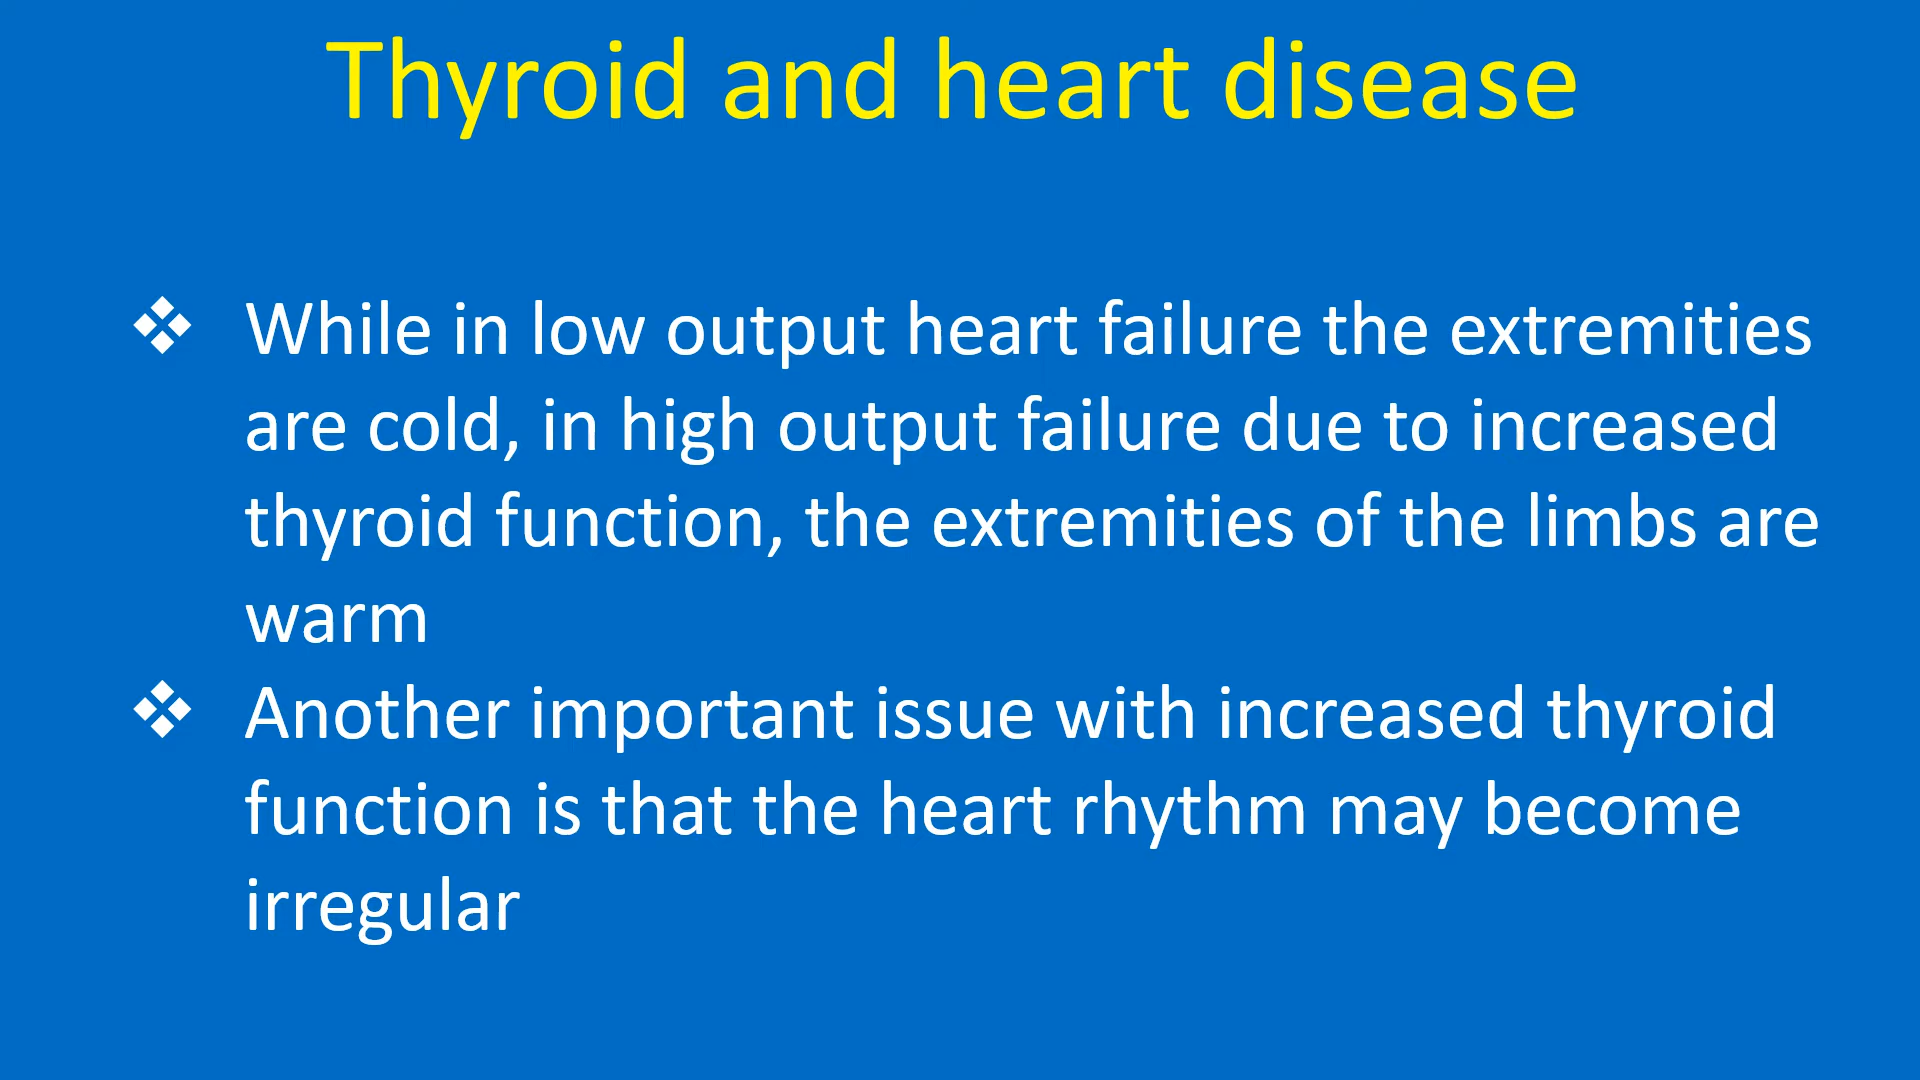 Thyroid and heart disease
❖ While in low output heart failure the extremities
are cold, in high output failure due to increased
thyroid function, the extremities of the limbs are
warm
❖ Another important issue with increased thyroid
function is that the heart rhythm may become
irregular